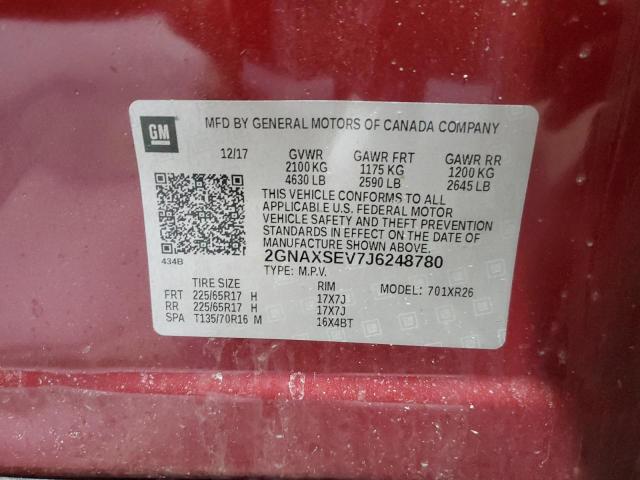 GM
MFD BY GENERAL MOTORS OF CANADA COMPANY
12/17 GVWR GAWR FRT GAWR RR
2100 KG 1175 KG 1200 KG
4630 LB 2590 LB 2645 LB
THIS VEHICLE CONFORMS TO ALL
APPLICABLE U.S. FEDERAL MOTOR
VEHICLE SAFETY AND THEFT PREVENTION
STANDARDS IN EFFECT ON THE DATE OF
MANUFACTURE SHOWN ABOVE.
434B 2GNAXSEV7J6248780
TYPE: M.P.V.
TIRE SIZE RIM MODEL: 701XR26
FRT 225/65R17 H 17X7J
RR 225/65R17 H 17X7J
SPA T135/70R16 M 16X4BT